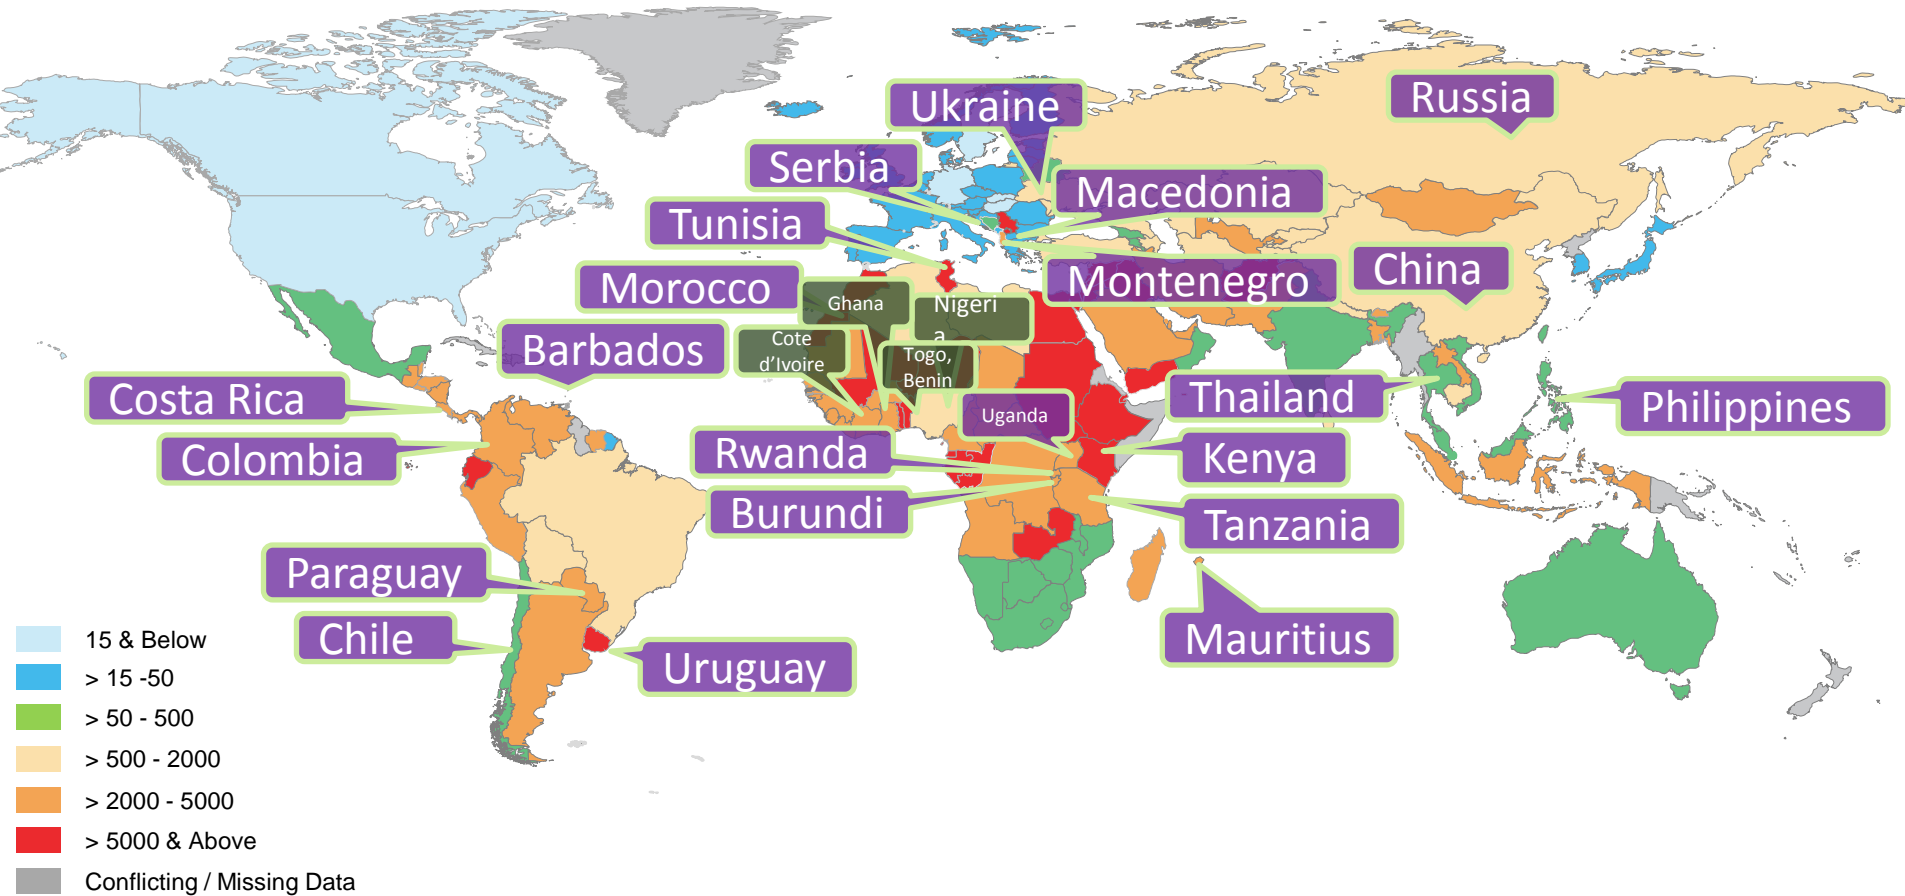 Russia
Ukraine
Serbia
Macedonia
Tunisia
China
Montenegro
Morocco
Ghana
Nigeri
a
Barbados
Cote
d'Ivoire
Togo,
Benin
Costa Rica
Thailand
Philippines
Uganda
Colombia
Rwanda
Kenya
Burundi
Tanzania
Paraguay
Chile
Mauritius
Uruguay
15 & Below
> 15 -50
> 50 - 500
> 500 - 2000
> 2000 - 5000
> 5000 & Above
Conflicting / Missing Data